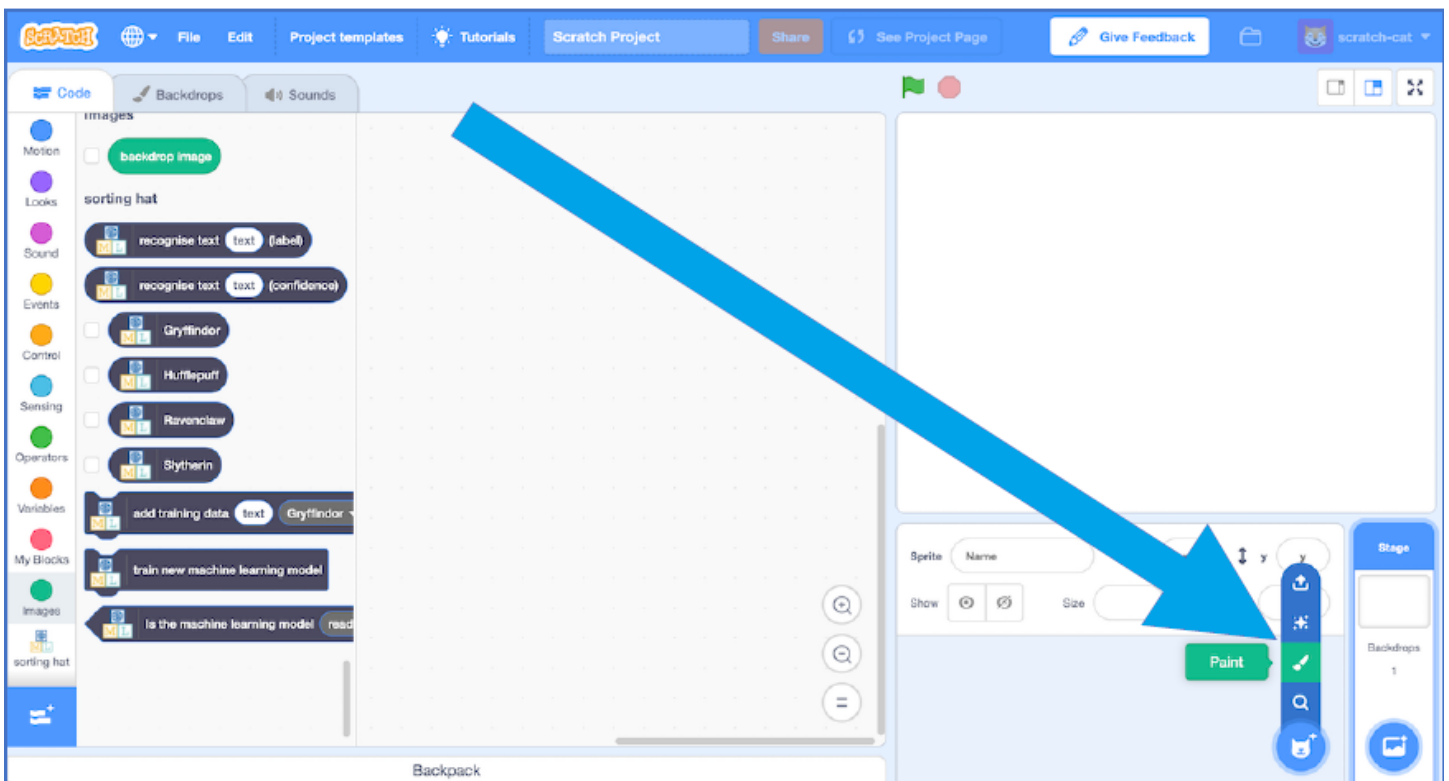 SCRATCH File Edit Project templates Tutorials Scratch Project Share See Project Page Give Feedback scratch-cat
Code Backdrops Sounds
Motion
Looks
Sound
Events
Control
Sensing
Operators
Variables
My Blocks
Images
sorting hat
Images
backdrop image
sorting hat
recognise text text (label)
recognise text text (confidence)
Gryffindor
Hufflepuff
Ravenclaw
Slytherin
add training data text Gryffindor
train new machine learning model
Is the machine learning model read
Backpack
Sprite Name y y
Show Size
Paint
Stage
Backdrops
1